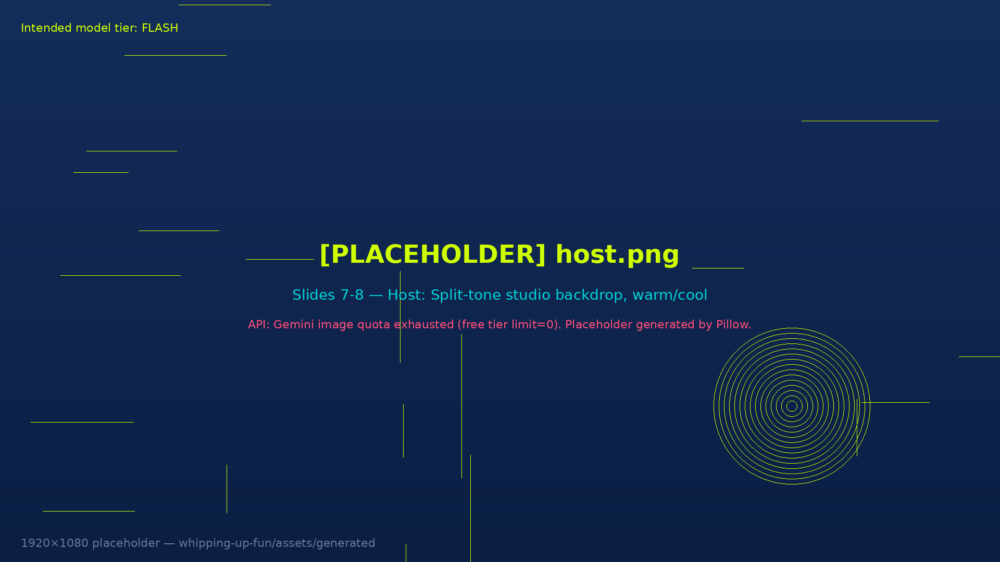 Intended model tier: FLASH
[PLACEHOLDER] host.png
Slides 7-8 — Host: Split-tone studio backdrop, warm/cool
API: Gemini image quota exhausted (free tier limit=0). Placeholder generated by Pillow.
1920×1080 placeholder — whipping-up-fun/assets/generated